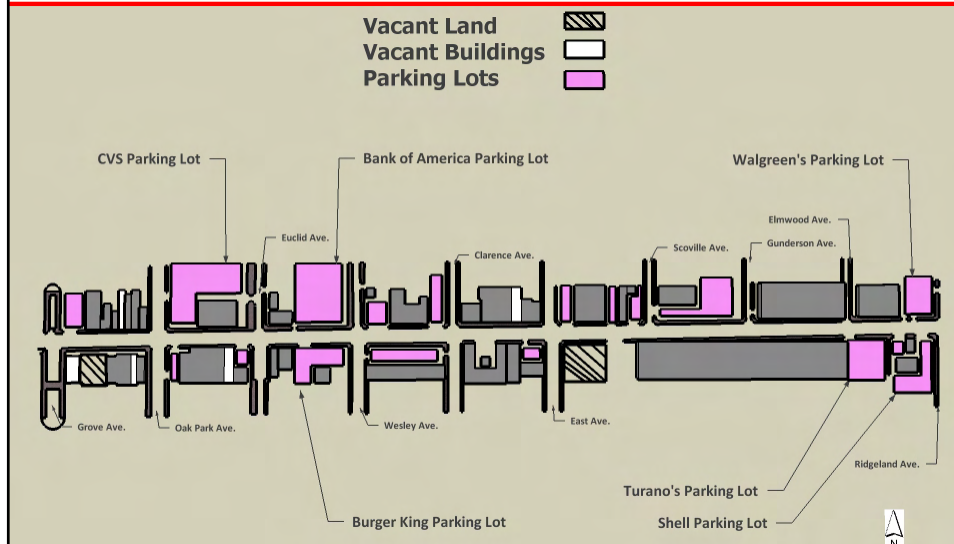 Vacant Land
Vacant Buildings
Parking Lots
CVS Parking Lot
Bank of America Parking Lot
Walgreen's Parking Lot
Elmwood Ave.
Euclid Ave.
Gunderson Ave.
Scoville Ave.
Clarence Ave.
Grove Ave.
Oak Park Ave.
Wesley Ave.
East Ave.
Ridgeland Ave.
Turano's Parking Lot
Burger King Parking Lot
Shell Parking Lot
N